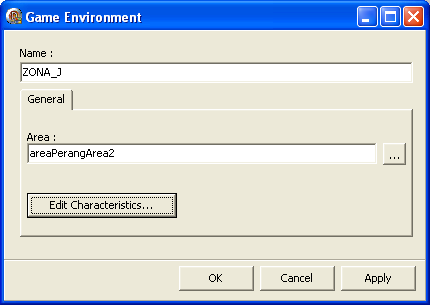 Game Environment
Name :
ZONA_J
General
Area :
areaPerangArea2
...
Edit Characteristics...
OK
Cancel
Apply